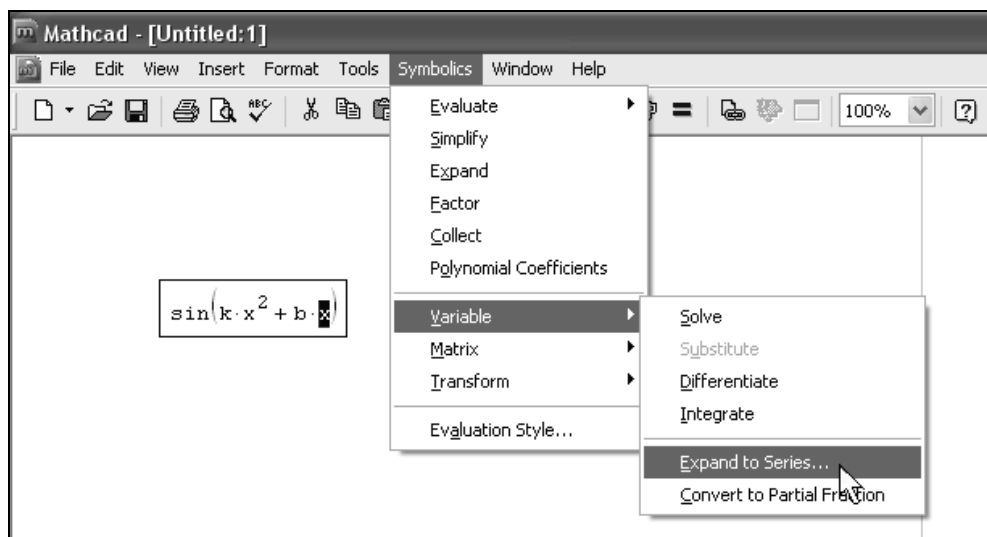 Mathcad - [Untitled:1]
File Edit View Insert Format Tools Symbolics Window Help
ABC 100%
Evaluate
Simplify
Expand
Factor
Collect
Polynomial Coefficients
sin(k·x²+b·x)
Variable
Matrix
Transform
Evaluation Style...
Solve
Substitute
Differentiate
Integrate
Expand to Series...
Convert to Partial Fraction